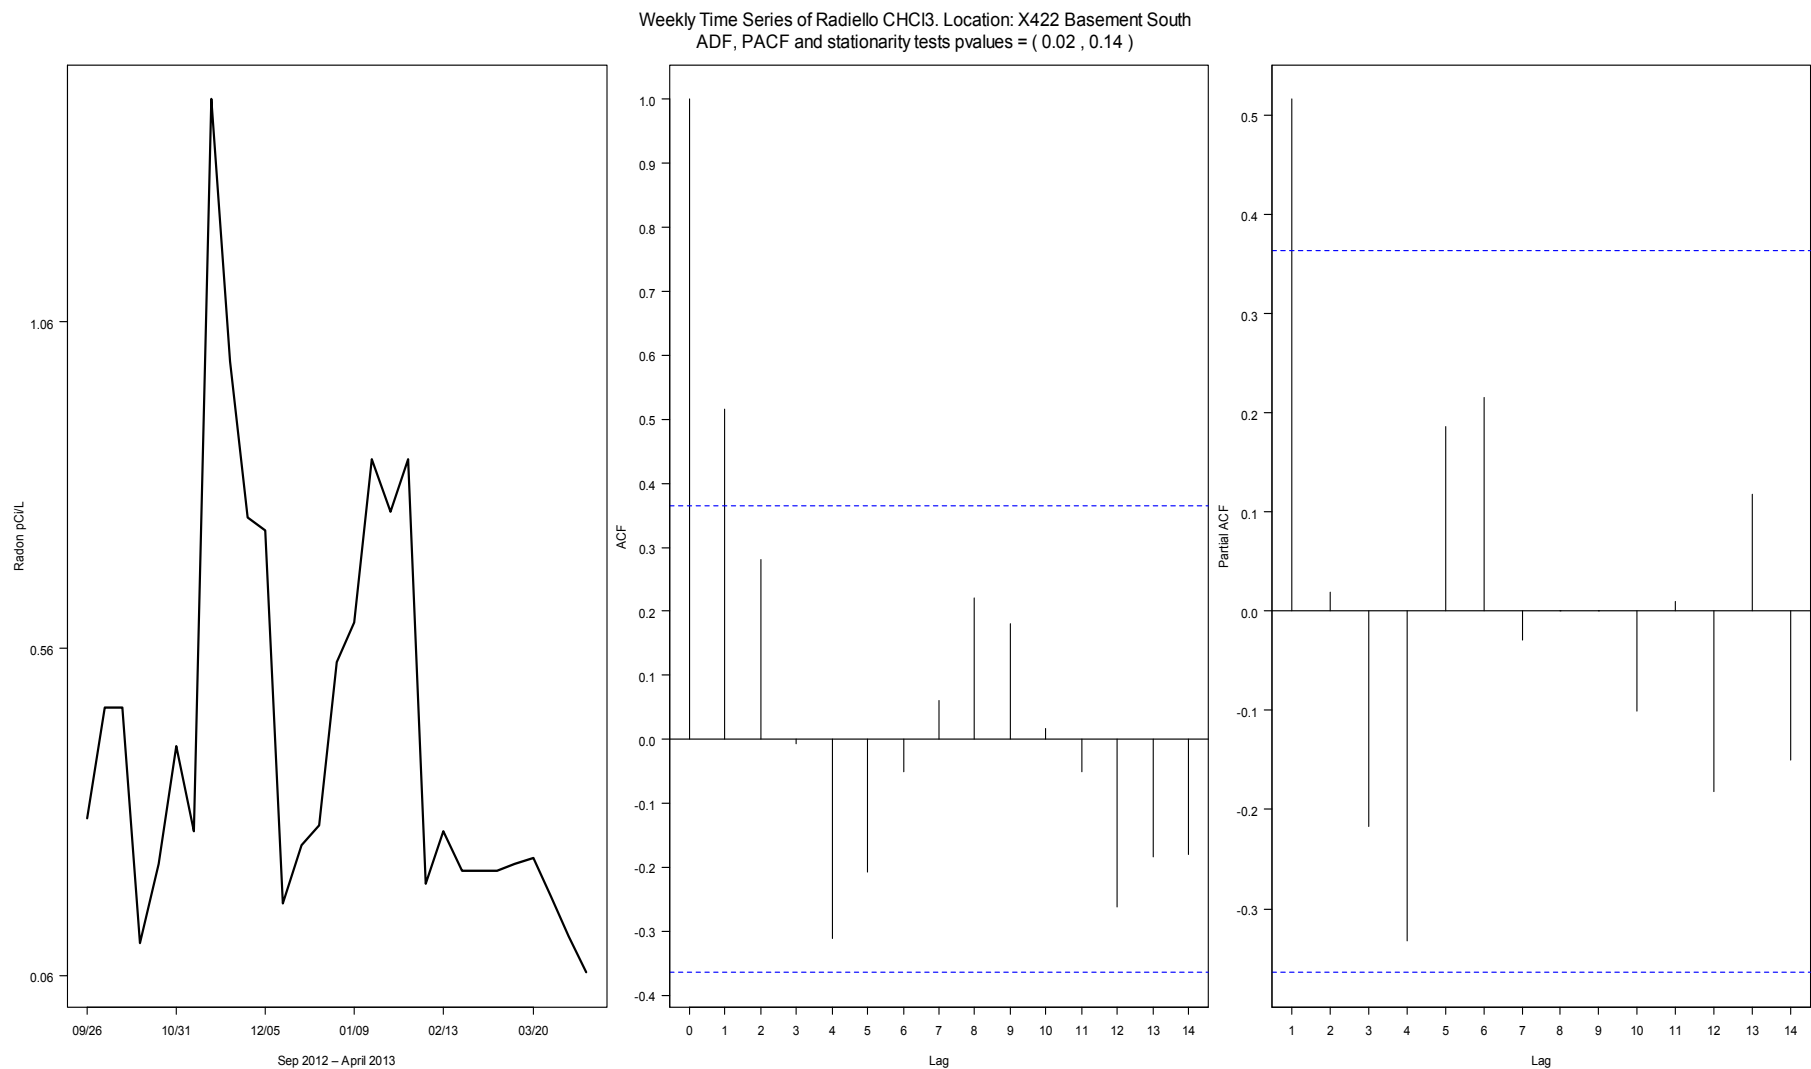 Weekly Time Series of Radiello CHCl3. Location: X422 Basement South
ADF, PACF and stationarity tests pvalues = ( 0.02 , 0.14 )
Radon pCi/L
1.06
0.56
0.06
09/26 10/31 12/05 01/09 02/13 03/20
Sep 2012 – April 2013
ACF
1.0
0.9
0.8
0.7
0.6
0.5
0.4
0.3
0.2
0.1
0.0
-0.1
-0.2
-0.3
-0.4
0 1 2 3 4 5 6 7 8 9 10 11 12 13 14
Lag
Partial ACF
0.5
0.4
0.3
0.2
0.1
0.0
-0.1
-0.2
-0.3
1 2 3 4 5 6 7 8 9 10 11 12 13 14
Lag